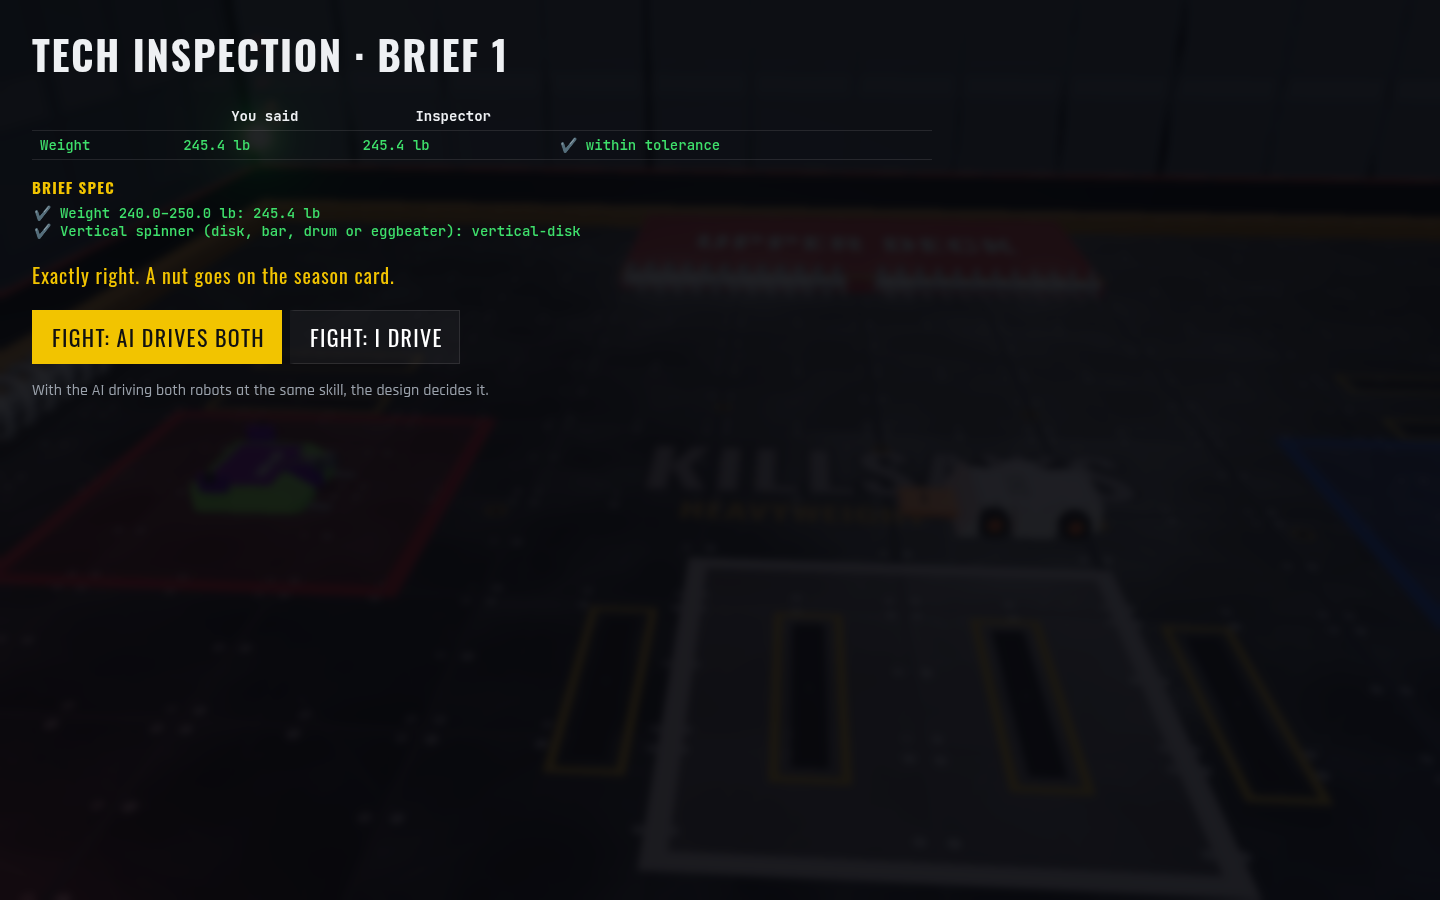 TECH INSPECTION · BRIEF 1
You said Inspector
Weight 245.4 lb 245.4 lb ✔ within tolerance
BRIEF SPEC
✔ Weight 240.0–250.0 lb: 245.4 lb
✔ Vertical spinner (disk, bar, drum or eggbeater): vertical-disk
Exactly right. A nut goes on the season card.
FIGHT: AI DRIVES BOTH FIGHT: I DRIVE
With the AI driving both robots at the same skill, the design decides it.
KILLSAWS